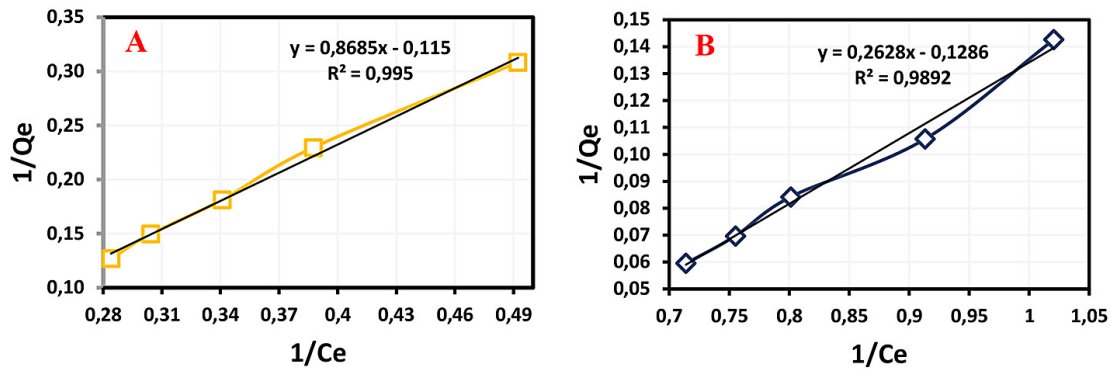 A
y = 0,8685x - 0,115
R² = 0,995
1/Qe
0,35
0,30
0,25
0,20
0,15
0,10
0,28 0,31 0,34 0,37 0,4 0,43 0,46 0,49
1/Ce
B
y = 0,2628x - 0,1286
R² = 0,9892
1/Qe
0,15
0,14
0,13
0,12
0,11
0,10
0,09
0,08
0,07
0,06
0,05
0,7 0,75 0,8 0,85 0,9 0,95 1 1,05
1/Ce